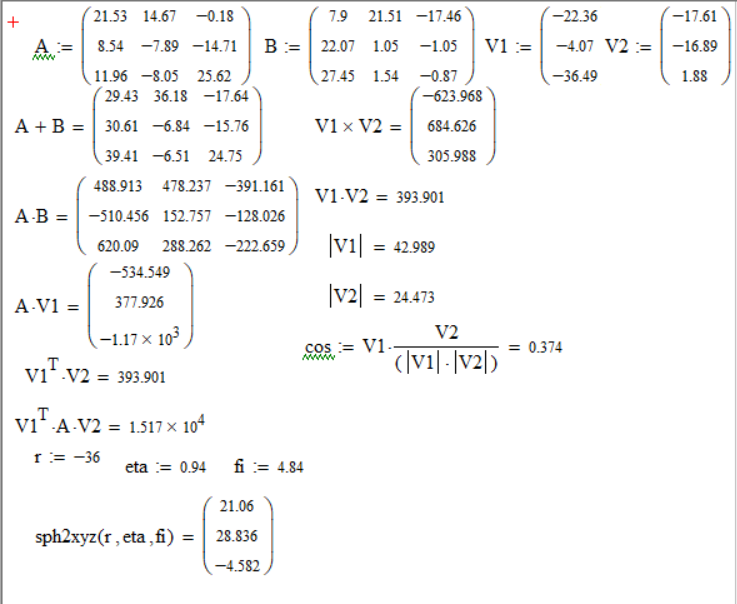 A := ( 21.53 14.67 −0.18 ; 8.54 −7.89 −14.71 ; 11.96 −8.05 25.62 ) B := ( 7.9 21.51 −17.46 ; 22.07 1.05 −1.05 ; 27.45 1.54 −0.87 ) V1 := ( −22.36 ; −4.07 ; −36.49 ) V2 := ( −17.61 ; −16.89 ; 1.88 )
A + B = ( 29.43 36.18 −17.64 ; 30.61 −6.84 −15.76 ; 39.41 −6.51 24.75 ) V1 × V2 = ( −623.968 ; 684.626 ; 305.988 )
A·B = ( 488.913 478.237 −391.161 ; −510.456 152.757 −128.026 ; 620.09 288.262 −222.659 )
V1·V2 = 393.901
|V1| = 42.989
A·V1 = ( −534.549 ; 377.926 ; −1.17 × 10^3 )
|V2| = 24.473
cos := V1· V2 / (|V1|·|V2|) = 0.374
V1^T·V2 = 393.901
V1^T·A·V2 = 1.517 × 10^4
r := −36 eta := 0.94 fi := 4.84
sph2xyz(r,eta,fi) = ( 21.06 ; 28.836 ; −4.582 )